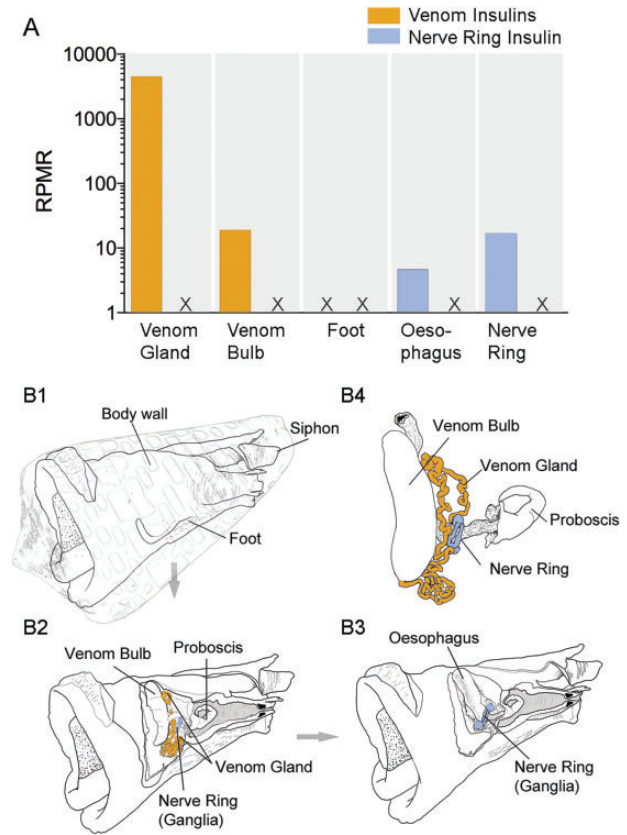 A
Venom Insulins
Nerve Ring Insulin
RPMR
10000
1000
100
10
1
X
X
X
X
X
X
Venom
Gland
Venom
Bulb
Foot
Oeso-
phagus
Nerve
Ring
B1
Body wall
Siphon
Foot
B4
Venom Bulb
Venom Gland
Proboscis
Nerve Ring
B2
Venom Bulb
Proboscis
Venom Gland
Nerve Ring
(Ganglia)
B3
Oesophagus
Nerve Ring
(Ganglia)